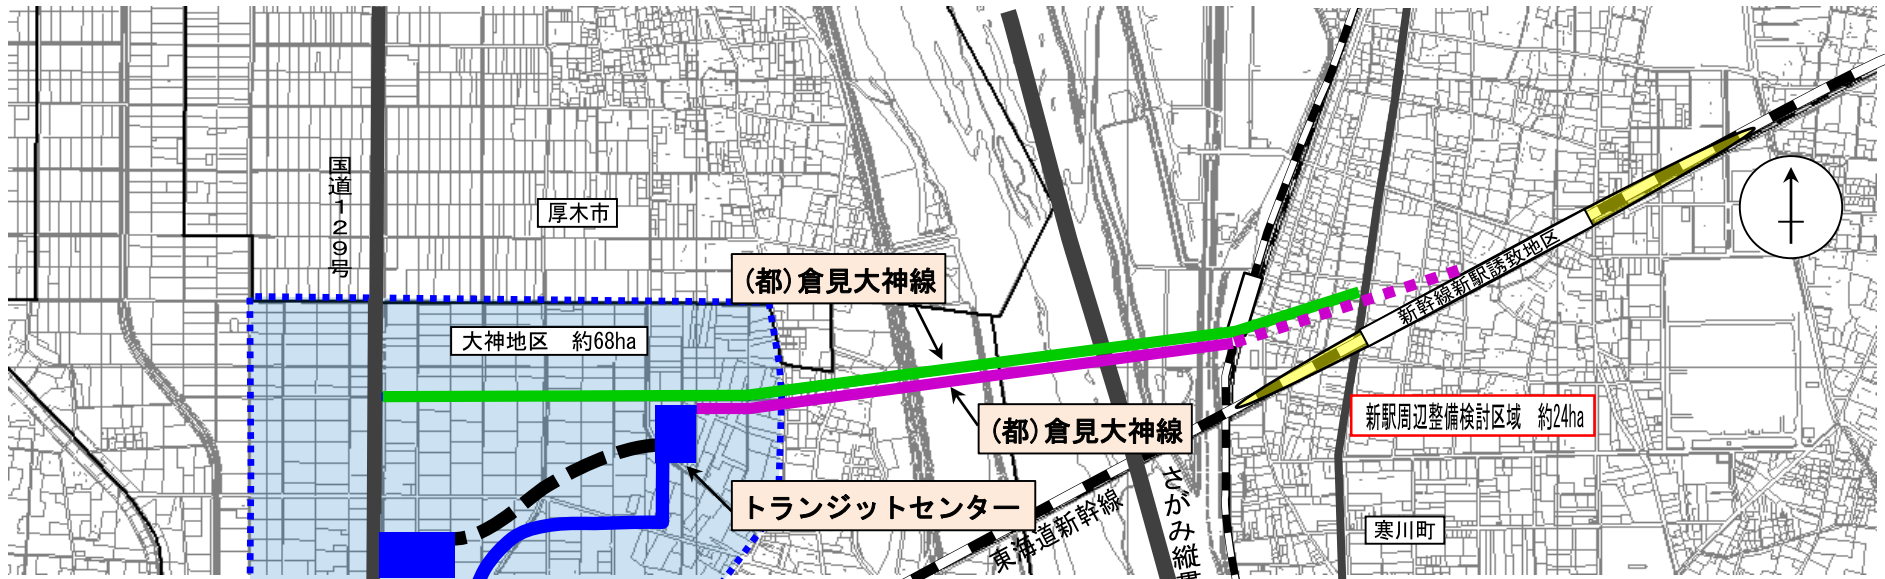 国道129号
厚木市
(都)倉見大神線
大神地区 約68ha
新幹線新駅誘致地区
(都)倉見大神線
新駅周辺整備検討区域 約24ha
トランジットセンター
東海道新幹線
さがみ縦貫
寒川町